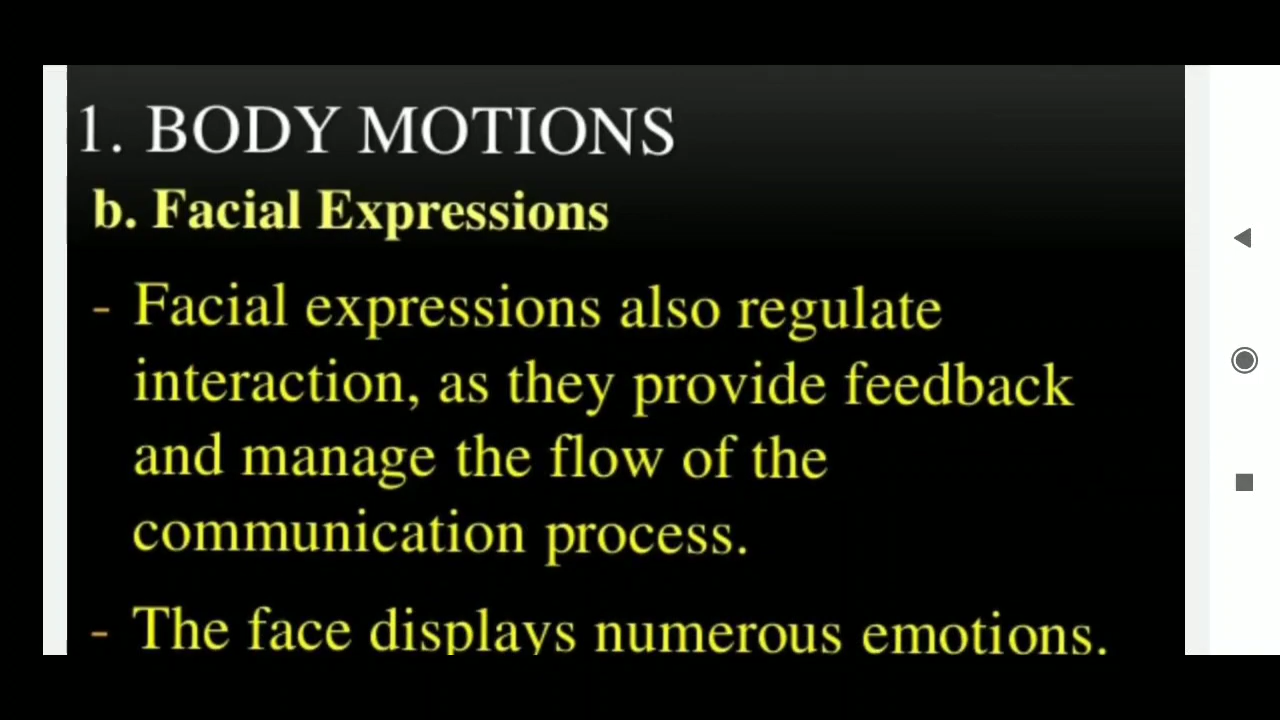 1. BODY MOTIONS
b. Facial Expressions
- Facial expressions also regulate
interaction, as they provide feedback
and manage the flow of the
communication process.
- The face displays numerous emotions.